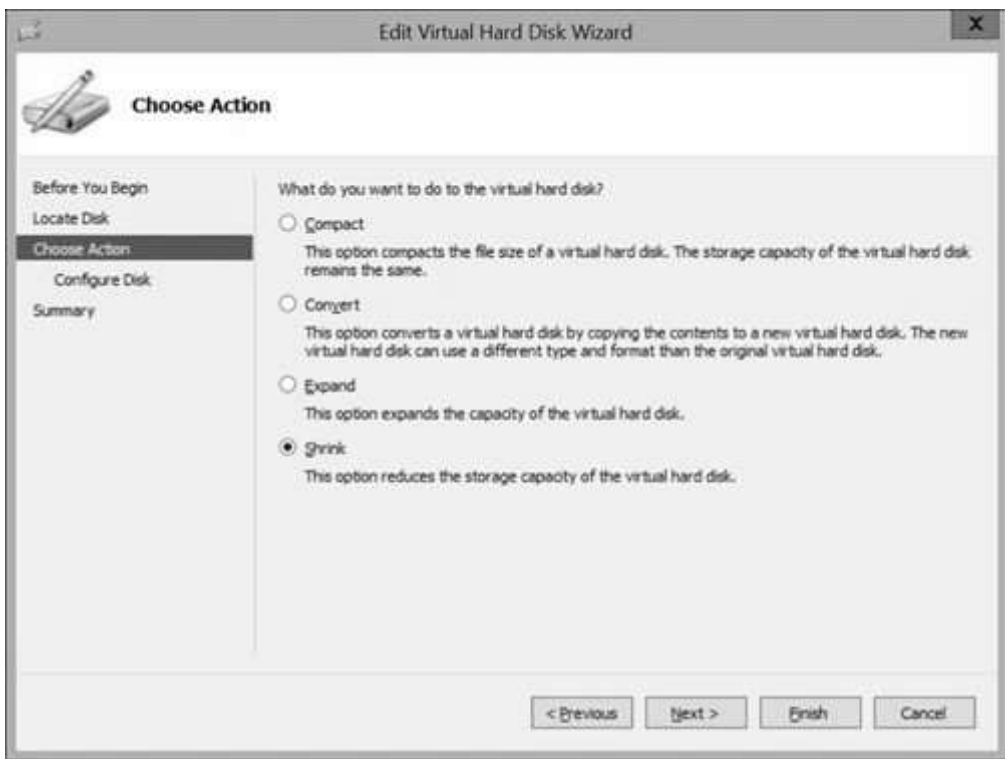 Edit Virtual Hard Disk Wizard
X
Choose Action
Before You Begin
Locate Disk
Choose Action
Configure Disk
Summary
What do you want to do to the virtual hard disk?
Compact
This option compacts the file size of a virtual hard disk. The storage capacity of the virtual hard disk
remains the same.
Convert
This option converts a virtual hard disk by copying the contents to a new virtual hard disk. The new
virtual hard disk can use a different type and format than the original virtual hard disk.
Expand
This option expands the capacity of the virtual hard disk.
Shrink
This option reduces the storage capacity of the virtual hard disk.
< Previous
Next >
Finish
Cancel